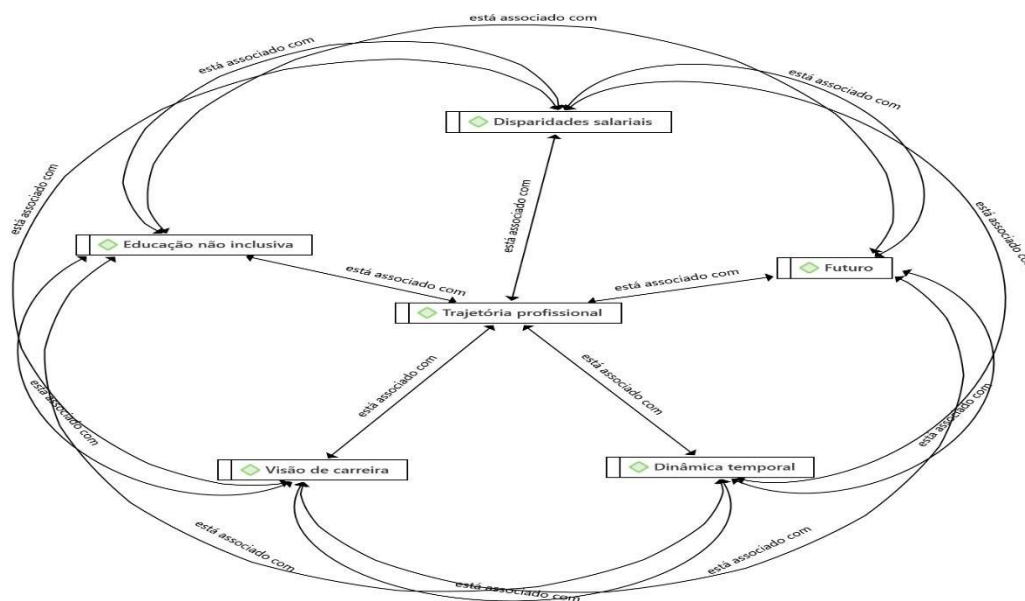 está associado com
está associado com
está associado com
Disparidades salariais
está associado com
está associado com
está associado com
Educação não inclusiva
Futuro
está associado com
está associado com
Trajetória profissional
está associado com
está associado com
está associado com
está associado com
Visão de carreira
Dinâmica temporal
está associado com
está associado com
está associado com